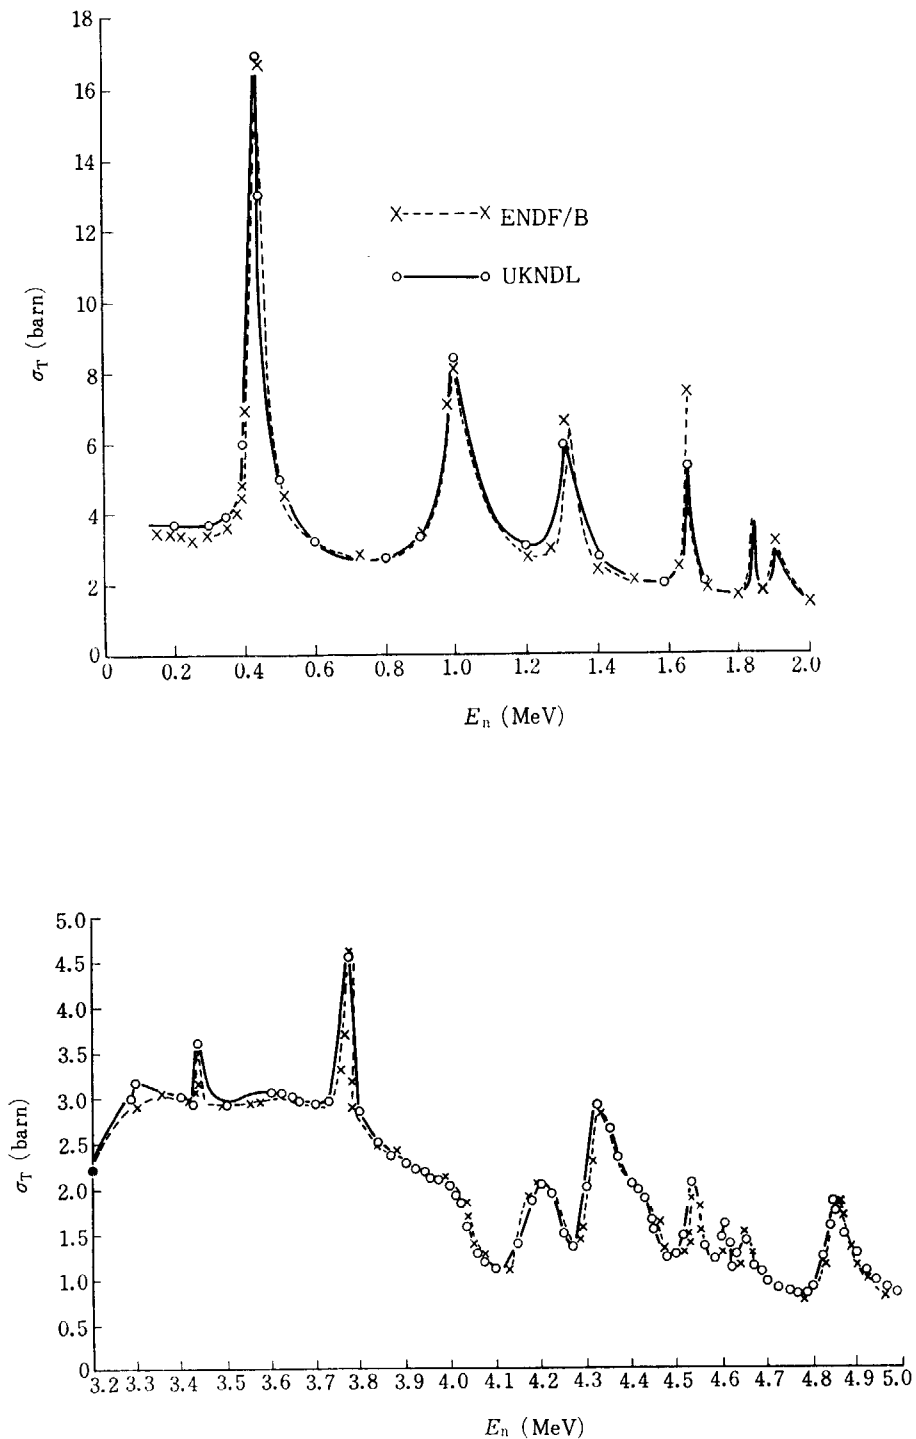 18
16
14
12
10
8
6
4
2
0
σT (barn)
×-----× ENDF/B
○——○ UKNDL
0 0.2 0.4 0.6 0.8 1.0 1.2 1.4 1.6 1.8 2.0
En (MeV)
5.0
4.5
4.0
3.5
3.0
2.5
2.0
1.5
1.0
0.5
0
σT (barn)
3.2 3.3 3.4 3.5 3.6 3.7 3.8 3.9 4.0 4.1 4.2 4.3 4.4 4.5 4.6 4.7 4.8 4.9 5.0
En (MeV)